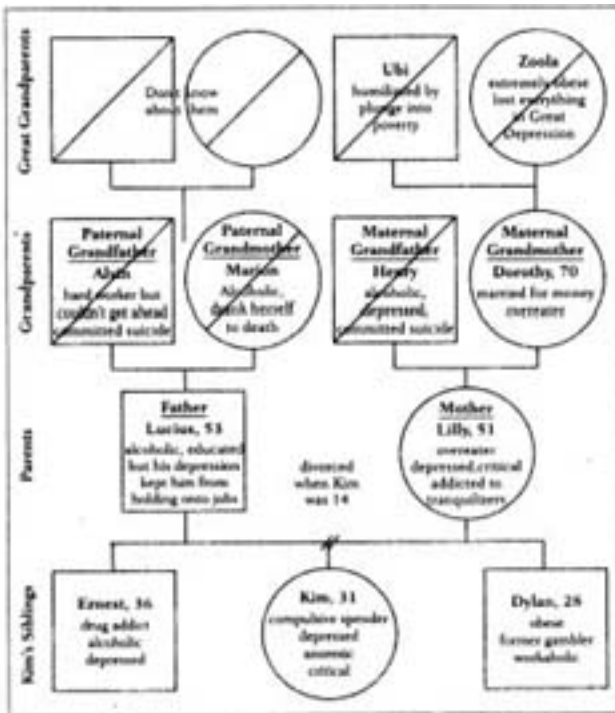 Great Grandparents
Don't know
about them
Ubi
humiliated by
plunge into
poverty
Zoola
extremely obese
lost everything
in Great
Depression
Grandparents
Paternal
Grandfather
Alvin
hard worker but
couldn't get ahead
committed suicide
Paternal
Grandmother
Marion
Alcoholic,
drank herself
to death
Maternal
Grandfather
Henry
alcoholic,
depressed,
committed suicide
Maternal
Grandmother
Dorothy, 70
married for money
overeater
Parents
Father
Lucius, 53
alcoholic, educated
but his depression
kept him from
holding onto jobs
divorced
when Kim
was 14
Mother
Lilly, 51
overeater
depressed, critical
addicted to
tranquilizers
Kim's Siblings
Ernest, 36
drug addict
alcoholic
depressed
Kim, 31
compulsive spender
depressed
anorexic
critical
Dylan, 28
obese
former gambler
workaholic